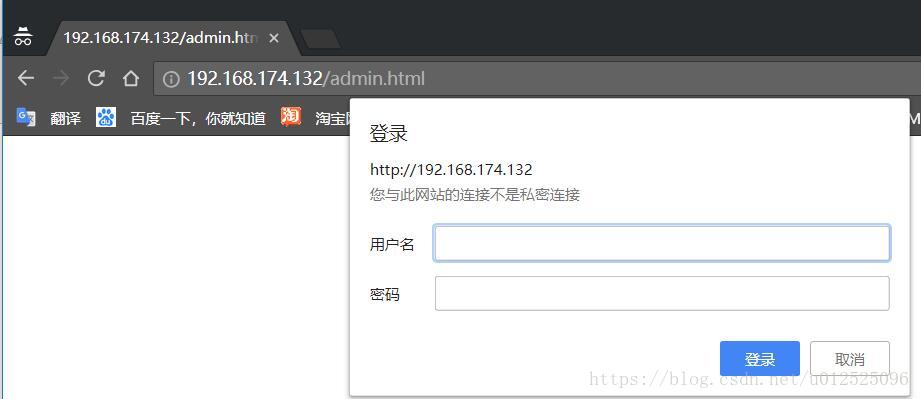 192.168.174.132/admin.htm
192.168.174.132/admin.html
翻译 百度一下，你就知道 淘宝
登录
http://192.168.174.132
您与此网站的连接不是私密连接
用户名
密码
登录 取消
https://blog.csdn.net/u012525096